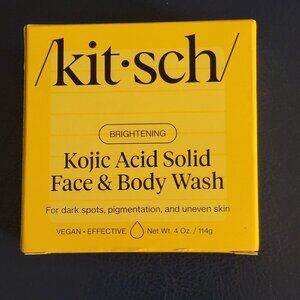 /kit·sch/
BRIGHTENING
Kojic Acid Solid
Face & Body Wash
For dark spots, pigmentation, and uneven skin
VEGAN • EFFECTIVE Net Wt. 4 Oz. / 114g